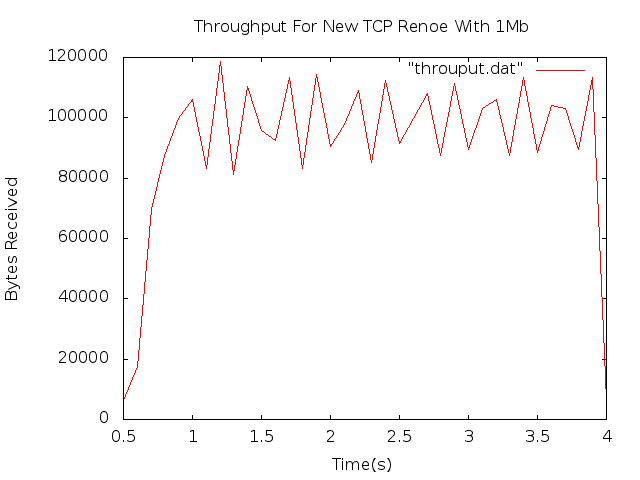 Throughput For New TCP Renoe With 1Mb
"throuput.dat"
120000
100000
80000
60000
40000
20000
0
Bytes Received
0.5 1 1.5 2 2.5 3 3.5 4
Time(s)